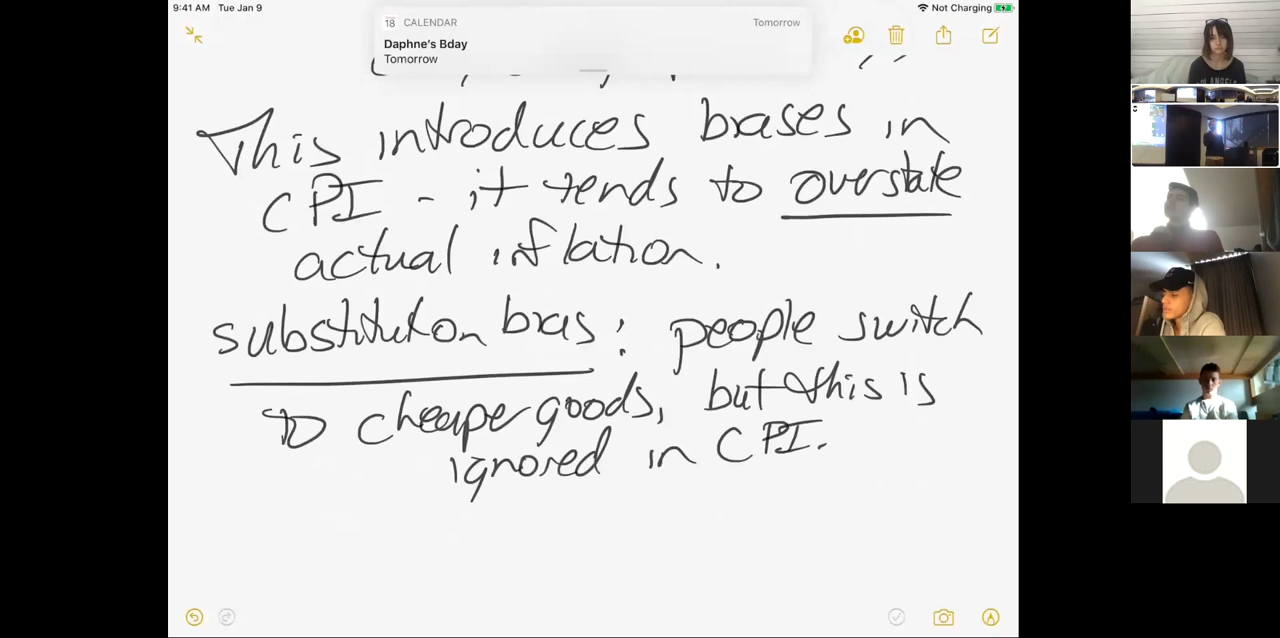 9:41 AM Tue Jan 9
Not Charging
18 CALENDAR
Tomorrow
Daphne's Bday
Tomorrow
This introduces biases in
CPI - it tends to overstate
actual inflation.
substitution bias: people switch
to cheaper goods, but this is
ignored in CPI.